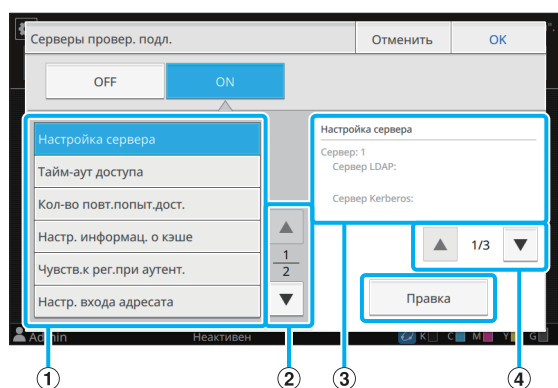 Серверы провер. подл.
Отменить
OK
OFF
ON
Настройка сервера
Тайм-аут доступа
Кол-во повт.попыт.дост.
Настр. информац. о кэше
Чувств.к рег.при аутент.
Настр. входа адресата
1
2
Настройка сервера
Сервер: 1
Сервер LDAP:
Сервер Kerberos:
1/3
Правка
Admin
Неактивен
K C M Y G
1 2 3 4